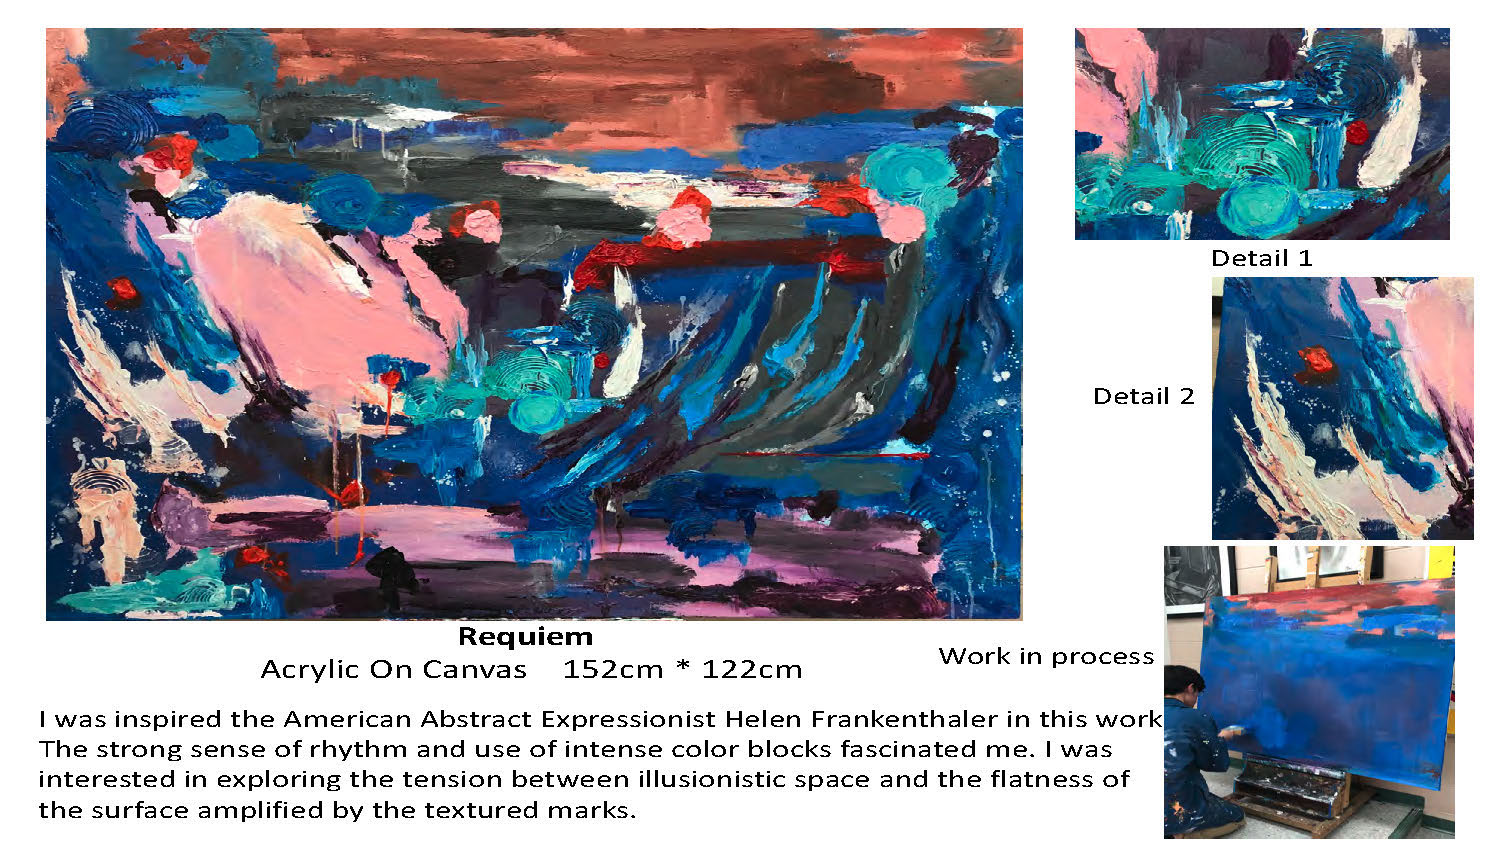 Detail 1
Detail 2
Requiem
Acrylic On Canvas 152cm * 122cm
Work in process
I was inspired the American Abstract Expressionist Helen Frankenthaler in this work
The strong sense of rhythm and use of intense color blocks fascinated me. I was
interested in exploring the tension between illusionistic space and the flatness of
the surface amplified by the textured marks.